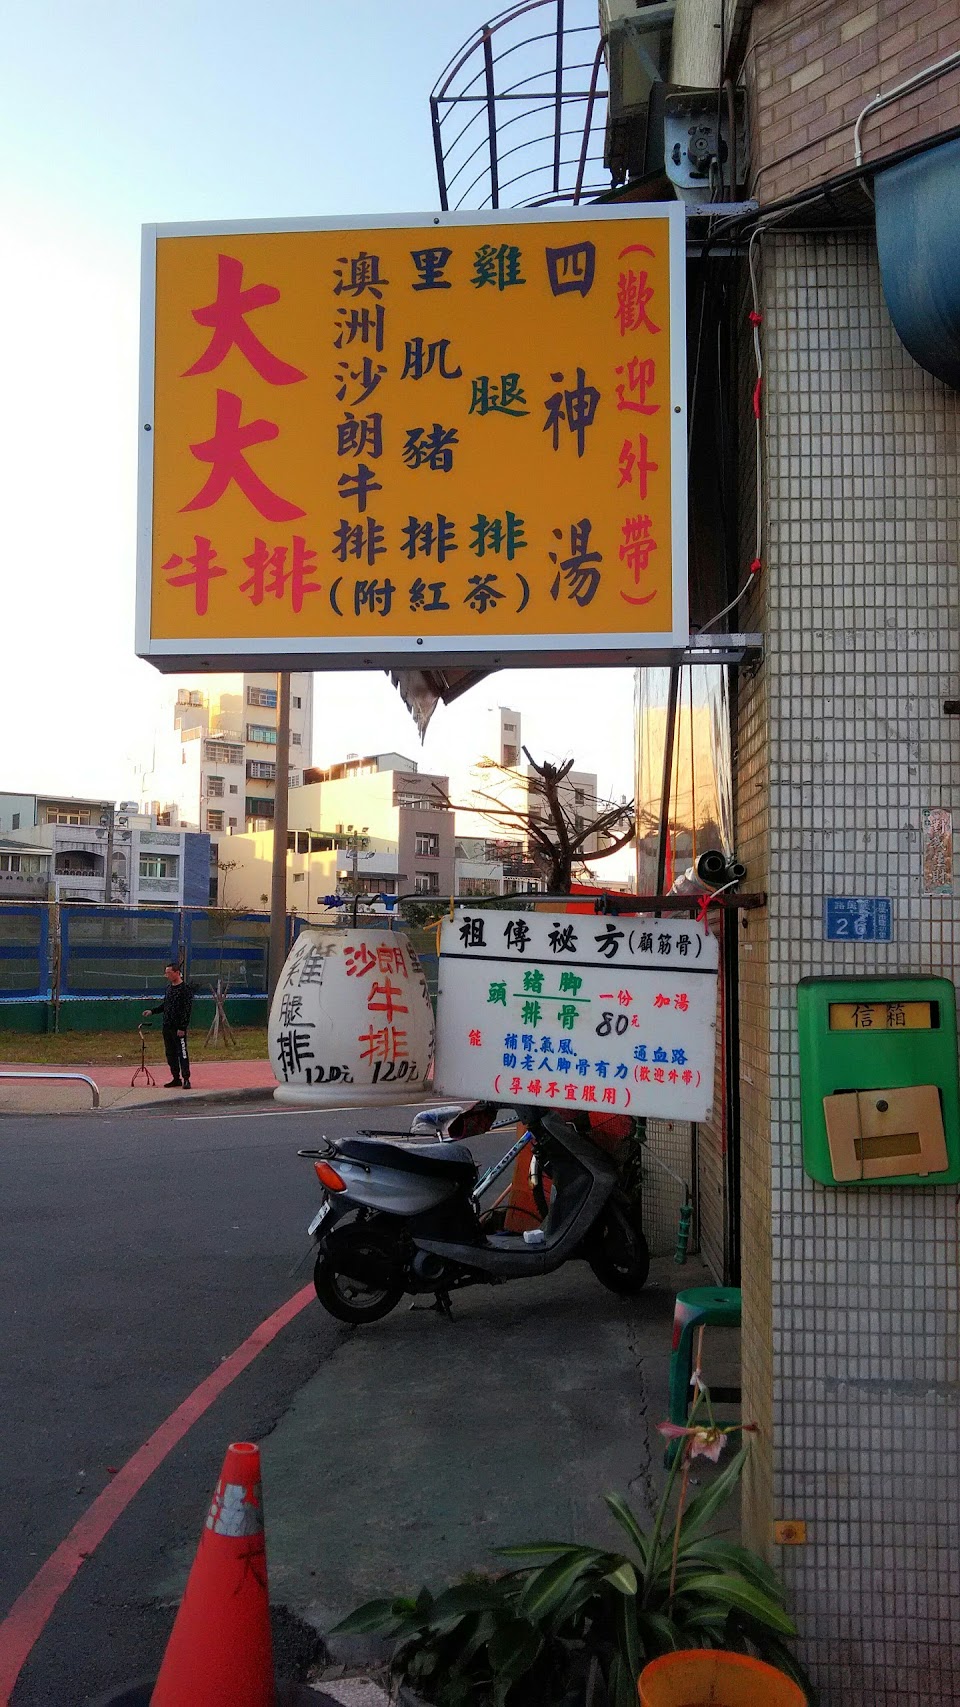 大大
牛排
澳洲沙朗牛排
里肌豬排
雞腿排
(附紅茶)
四神湯
(歡迎外帶)
雞腿排
120元
沙朗牛排
120元
祖傳祕方(顧筋骨)
頭
豬腳
排骨
一份
80元
加湯
能
補腎.氣風.
通血路
助老人腳骨有力(歡迎外帶)
(孕婦不宜服用)
26
信箱